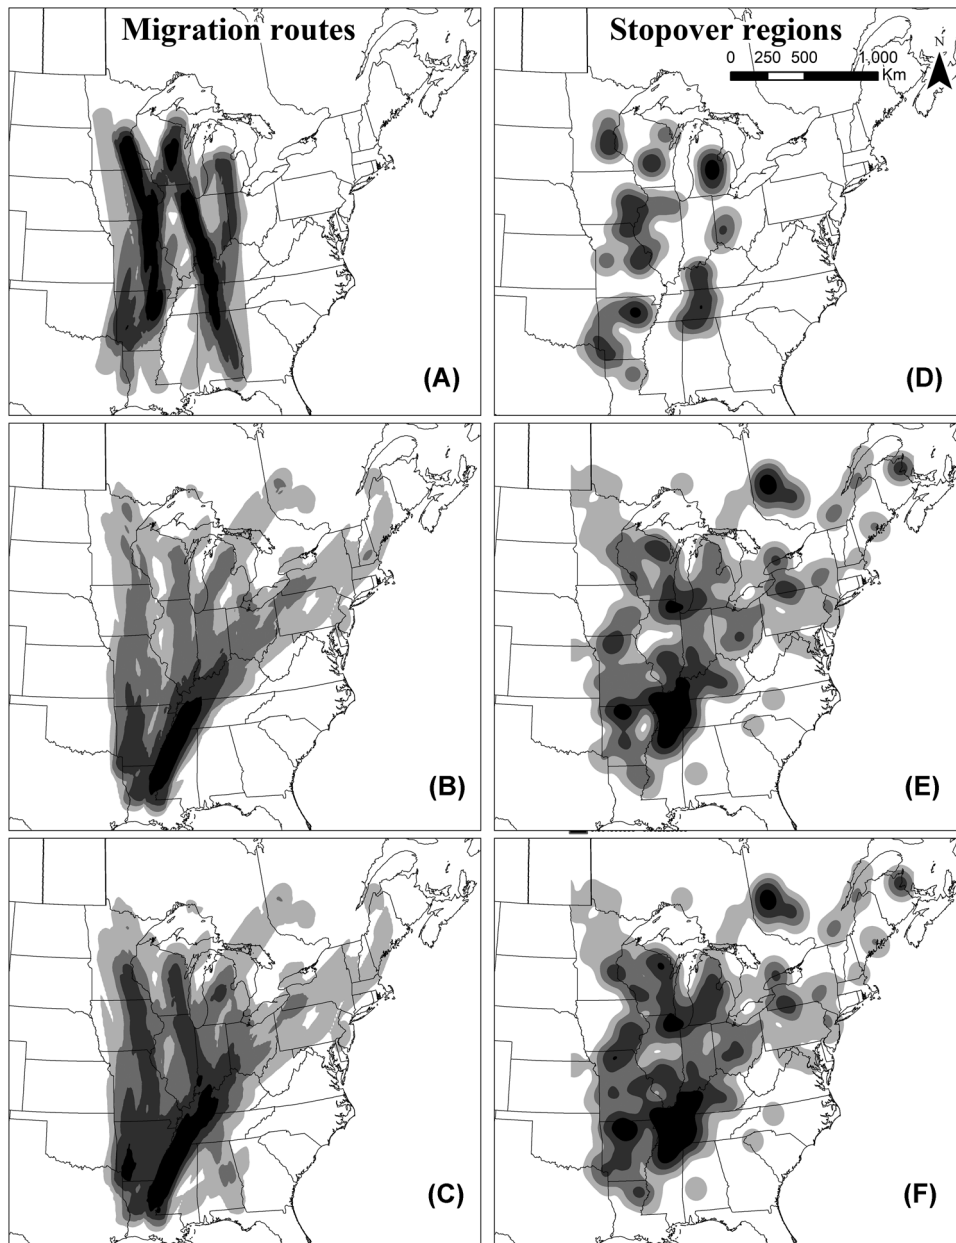 Migration routes
Stopover regions
0 250 500 1,000
Km
N
(A)
(D)
(B)
(E)
(C)
(F)